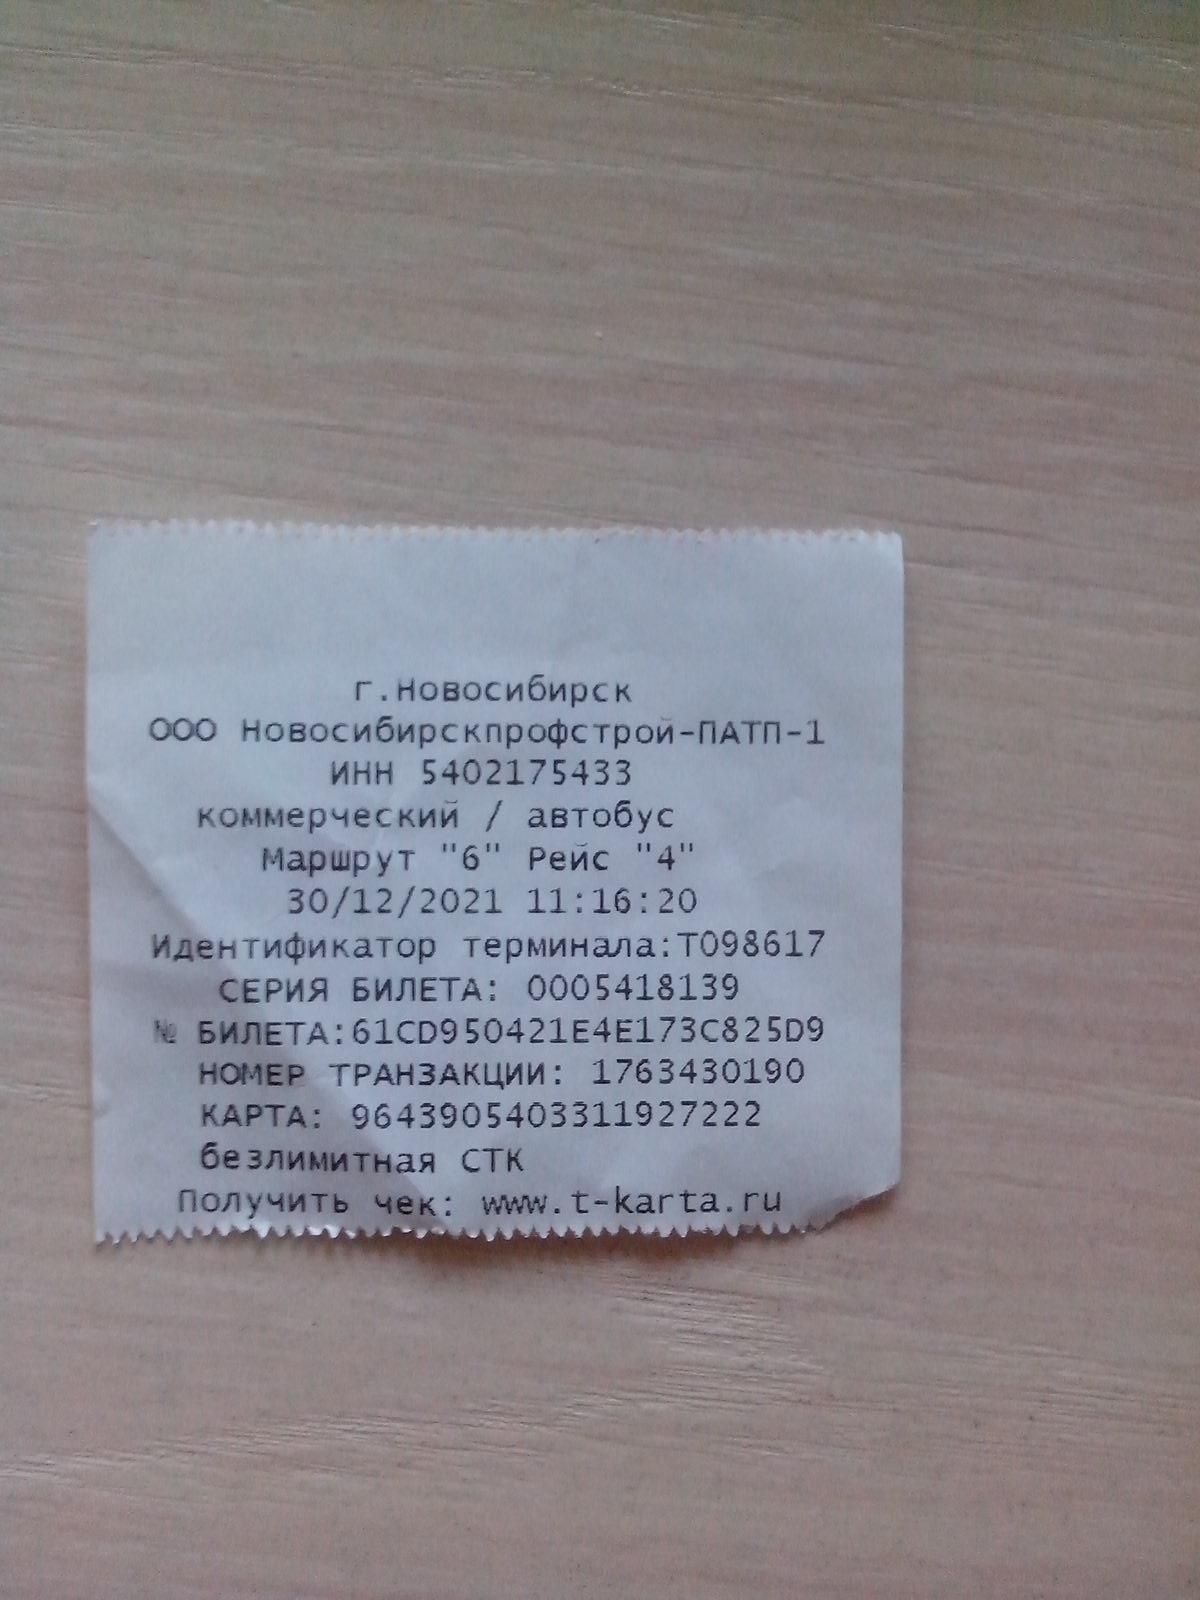 г.Новосибирск
ООО Новосибирскпрофстрой-ПАТП-1
ИНН 5402175433
коммерческий / автобус
Маршрут "6" Рейс "4"
30/12/2021 11:16:20
Идентификатор терминала:T098617
СЕРИЯ БИЛЕТА: 0005418139
№ БИЛЕТА:61CD950421E4E173C825D9
НОМЕР ТРАНЗАКЦИИ: 1763430190
КАРТА: 9643905403311927222
безлимитная СТК
Получить чек: www.t-karta.ru